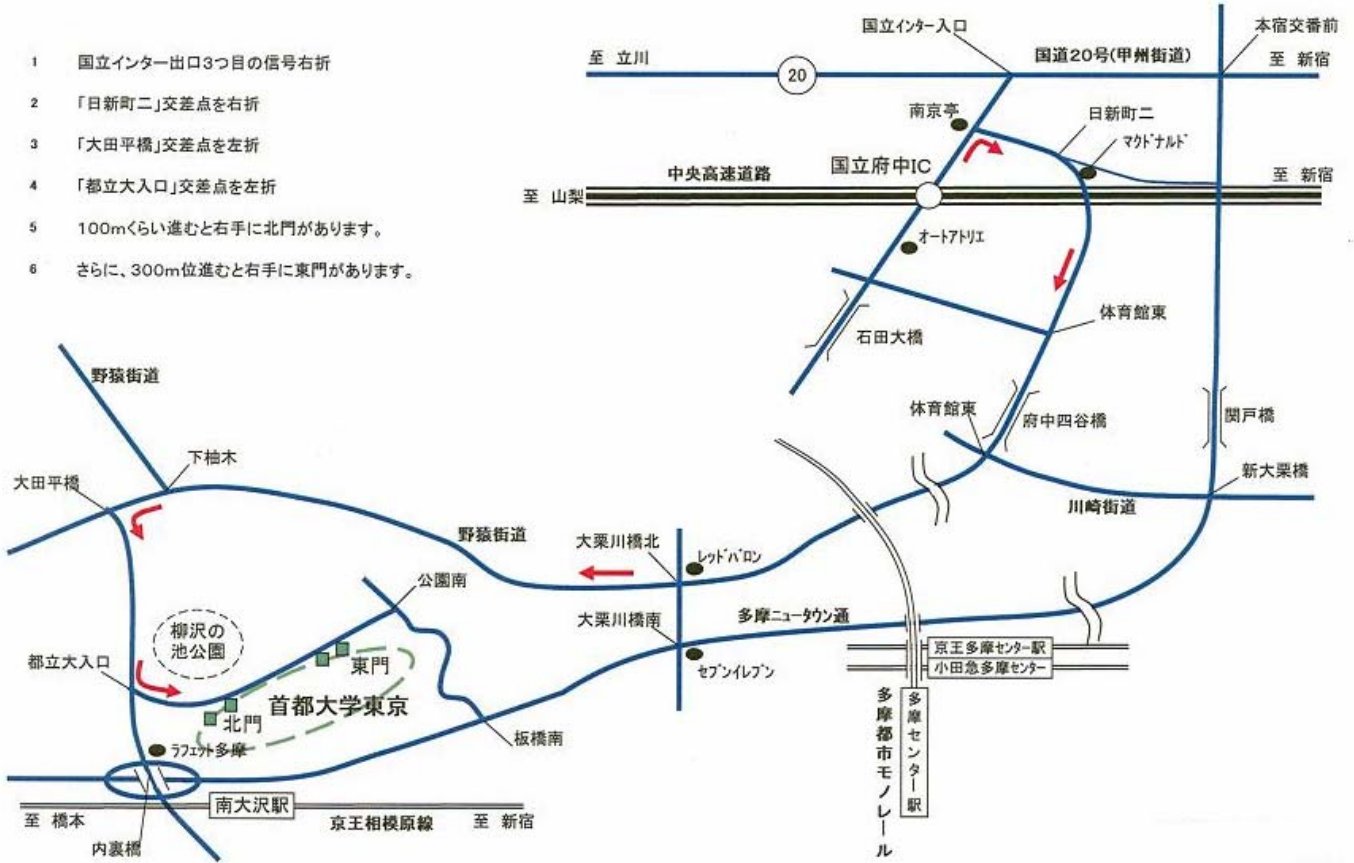 1 国立インター出口3つ目の信号右折
2 「日新町二」交差点を右折
3 「大田平橋」交差点を左折
4 「都立大入口」交差点を左折
5 100mくらい進むと右手に北門があります。
6 さらに、300m位進むと右手に東門があります。
国立インター入口
本宿交番前
至 立川
国道20号(甲州街道)
至 新宿
20
南京亭
日新町二
マクドナルド
国立府中IC
中央高速道路
至 新宿
至 山梨
オートアトリエ
体育館東
石田大橋
野猿街道
体育館東
府中四谷橋
関戸橋
下柚木
大田平橋
新大栗橋
川崎街道
野猿街道
大栗川橋北
レッドバロン
公園南
柳沢の
池公園
大栗川橋南
多摩ニュータウン通
都立大入口
東門
セブンイレブン
京王多摩センター駅
小田急多摩センター
首都大学東京
北門
板橋南
ラフェット多摩
多摩センター駅
多摩都市モノレール
南大沢駅
至 橋本
京王相模原線
至 新宿
内裏橋